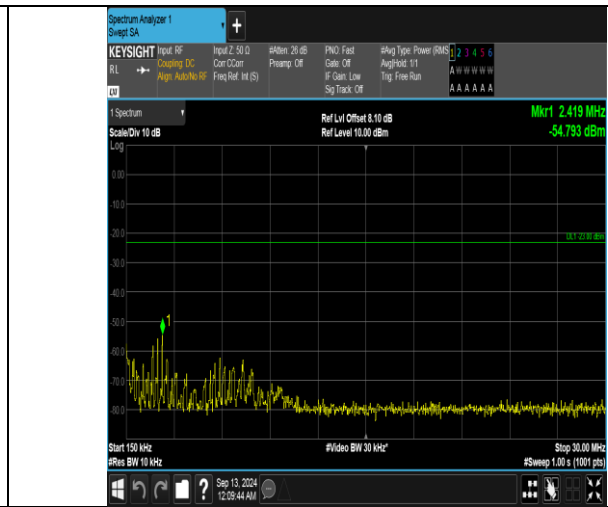 Spectrum Analyzer 1
Swept SA
+
KEYSIGHT Input: RF Input Z: 50 Ω #Atten: 26 dB PNO: Fast #Avg Type: Power (RMS 1 2 3 4 5 6
RL Coupling: DC Corr CCorr Preamp: Off Gate: Off Avg|Hold: 1/1 A W W W W W
Align: Auto/No RF Freq Ref: Int (S) IF Gain: Low Trig: Free Run
LXI Sig Track: Off A A A A A A
1 Spectrum Ref Lvl Offset 8.10 dB Mkr1 2.419 MHz
Scale/Div 10 dB Ref Level 10.00 dBm -54.793 dBm
Log
0.00
-10.0
-20.0
DL1 -23.00 dBm
-30.0
-40.0
-50.0
1
-60.0
-70.0
-80.0
Start 150 kHz #Video BW 30 kHz* Stop 30.00 MHz
#Res BW 10 kHz #Sweep 1.00 s (1001 pts)
? Sep 13, 2024
12:09:44 AM